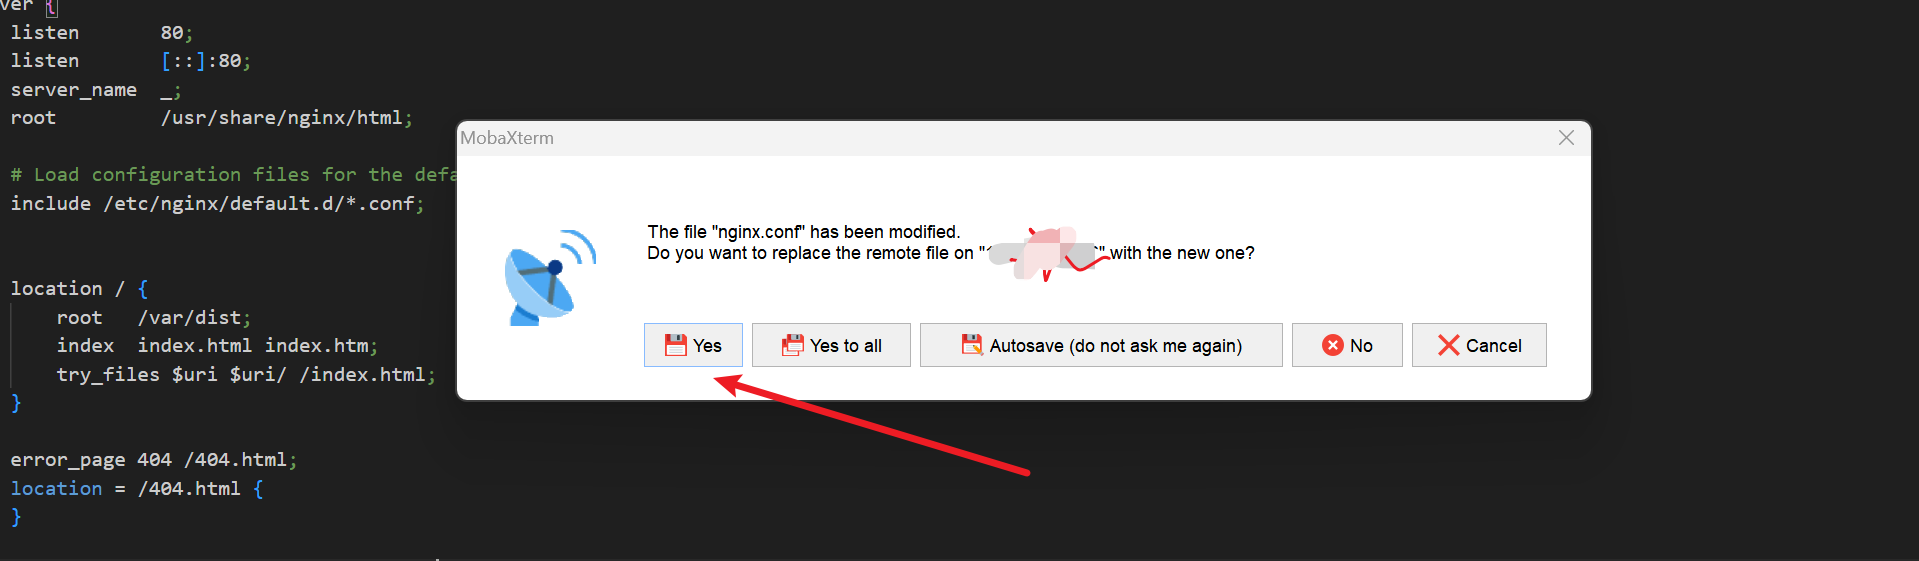 ver {
listen 80;
listen [::]:80;
server_name _;
root /usr/share/nginx/html;
# Load configuration files for the defa
include /etc/nginx/default.d/*.conf;
location / {
root /var/dist;
index index.html index.htm;
try_files $uri $uri/ /index.html;
}
error_page 404 /404.html;
location = /404.html {
}
MobaXterm
The file "nginx.conf" has been modified.
Do you want to replace the remote file on " " with the new one?
Yes
Yes to all
Autosave (do not ask me again)
No
Cancel